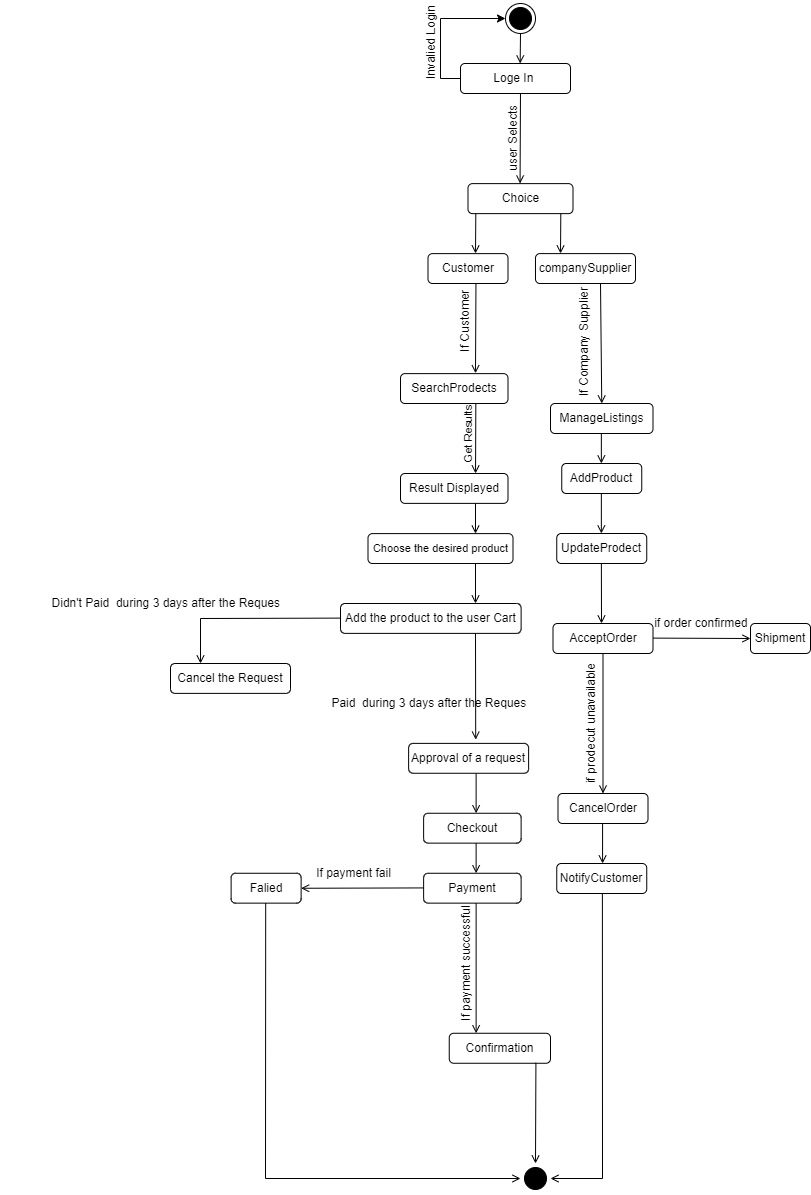 Invalied Login
Loge In
user Selects
Choice
Customer
companySupplier
If Customer
If Company Supplier
SearchProdects
ManageListings
Get Results
AddProduct
Result Displayed
Choose the desired product
UpdateProdect
Didn't Paid  during 3 days after the Reques
Add the product to the user Cart
if order confirmed
AcceptOrder
Shipment
Cancel the Request
Paid  during 3 days after the Reques
if prodecut unavailable
Approval of a request
CancelOrder
Checkout
If payment fail
Falied
Payment
NotifyCustomer
If payment successful
Confirmation